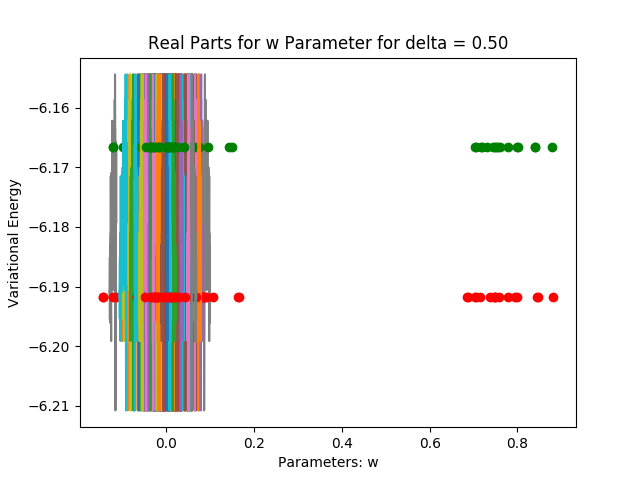 Real Parts for w Parameter for delta = 0.50
Variational Energy
−6.16
−6.17
−6.18
−6.19
−6.20
−6.21
0.0 0.2 0.4 0.6 0.8
Parameters: w